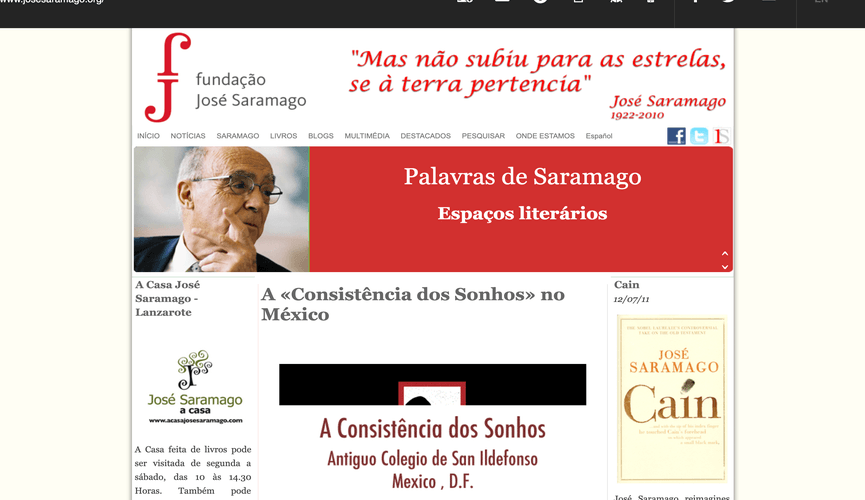 www.josesaramago.org/
EN
fundação
José Saramago
"Mas não subiu para as estrelas,
se à terra pertencia"
José Saramago
1922-2010
INÍCIO NOTÍCIAS SARAMAGO LIVROS BLOGS MULTIMÉDIA DESTACADOS PESQUISAR ONDE ESTAMOS Español
Palavras de Saramago
Espaços literários
A Casa José
Saramago -
Lanzarote
José Saramago
a casa
www.acasajosesaramago.com
A Casa feita de livros pode
ser visitada de segunda a
sábado, das 10 às 14.30
Horas. Também pode
A «Consistência dos Sonhos» no
México
A Consistência dos Sonhos
Antiguo Colegio de San Ildefonso
Mexico , D.F.
Cain
12/07/11
JOSÉ
SARAMAGO
Cain
José Saramago reimagines